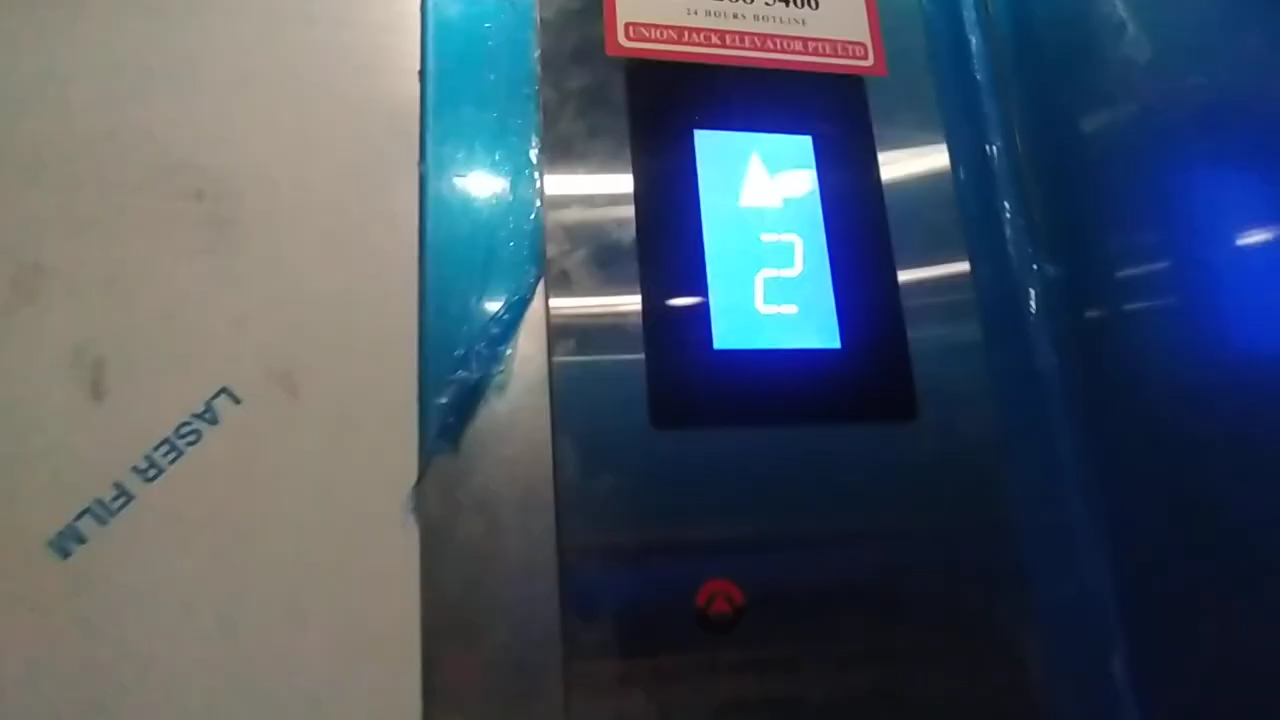 24 HOURS HOTLINE
UNION JACK ELEVATOR PTE LTD
2
LASER FILM